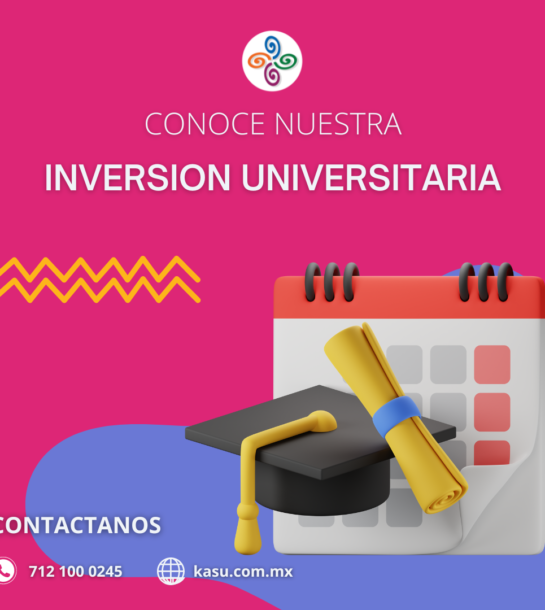 CONOCE NUESTRA
INVERSION UNIVERSITARIA
CONTACTANOS
712 100 0245
kasu.com.mx